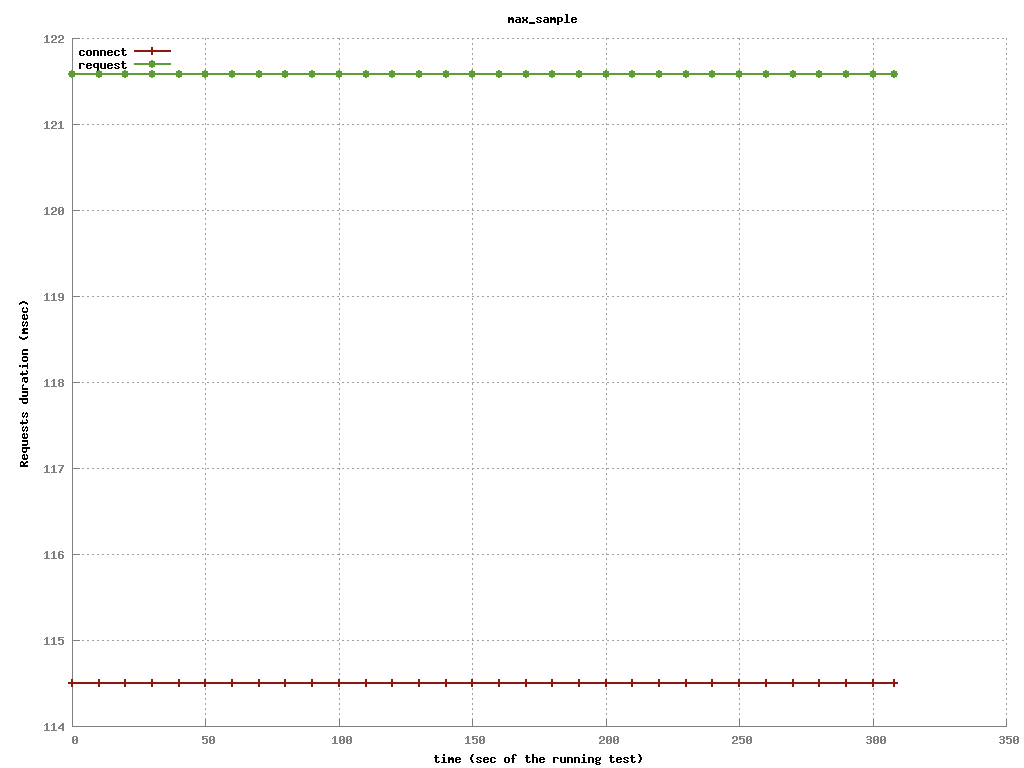 max_sample
122
connect
request
121
120
119
118
117
116
115
114
Requests duration (msec)
0 50 100 150 200 250 300 350
time (sec of the running test)